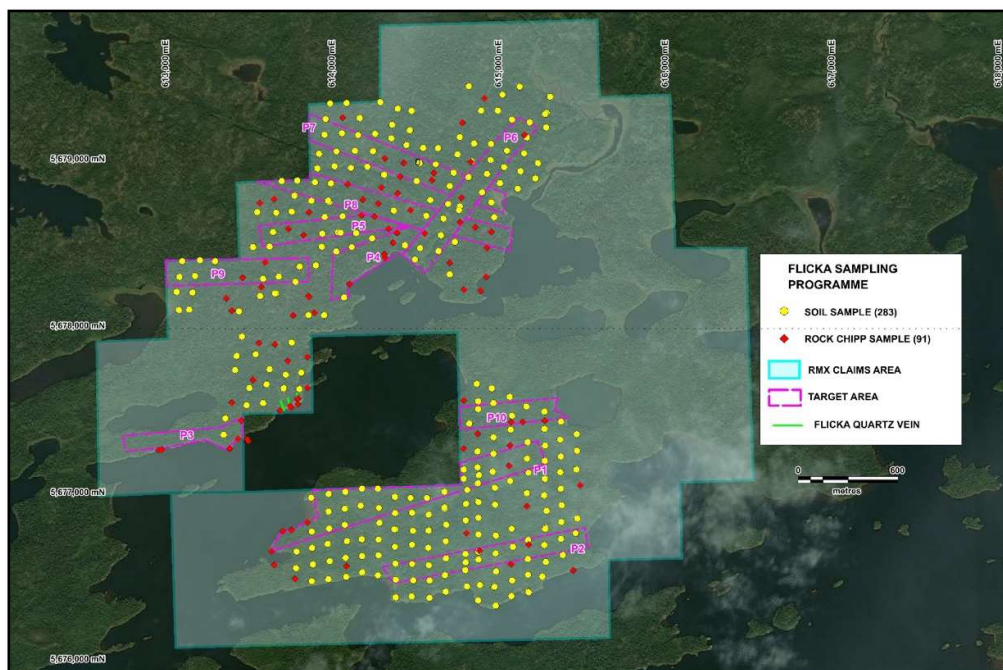 613,000 mE
614,000 mE
615,000 mE
616,000 mE
617,000 mE
618,000 mE
5,679,000 mN
5,678,000 mN
5,677,000 mN
5,676,000 mN
P7
P6
P8
P5
P4
P9
P3
P10
P1
P2
FLICKA SAMPLING
PROGRAMME
SOIL SAMPLE (283)
ROCK CHIPP SAMPLE (91)
RMX CLAIMS AREA
TARGET AREA
FLICKA QUARTZ VEIN
0 600
metres